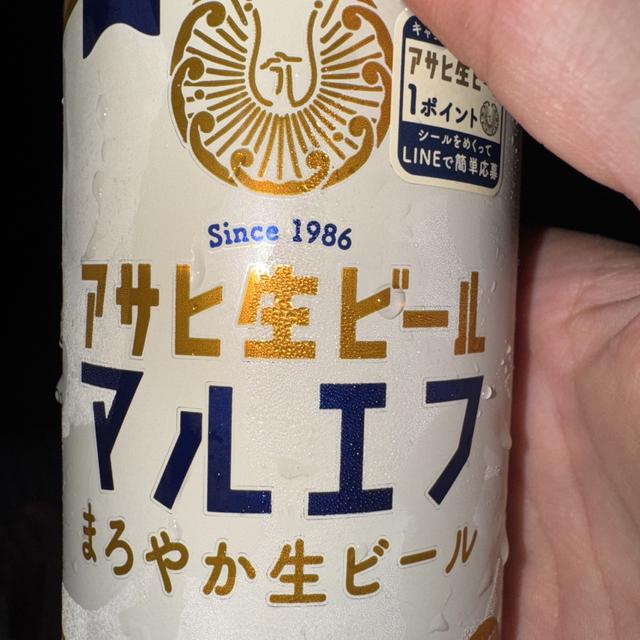 アサヒ生ビ
1ポイント
シールをめくって
LINEで簡単応募
Since 1986
アサヒ生ビール
マルエフ
まろやか生ビール